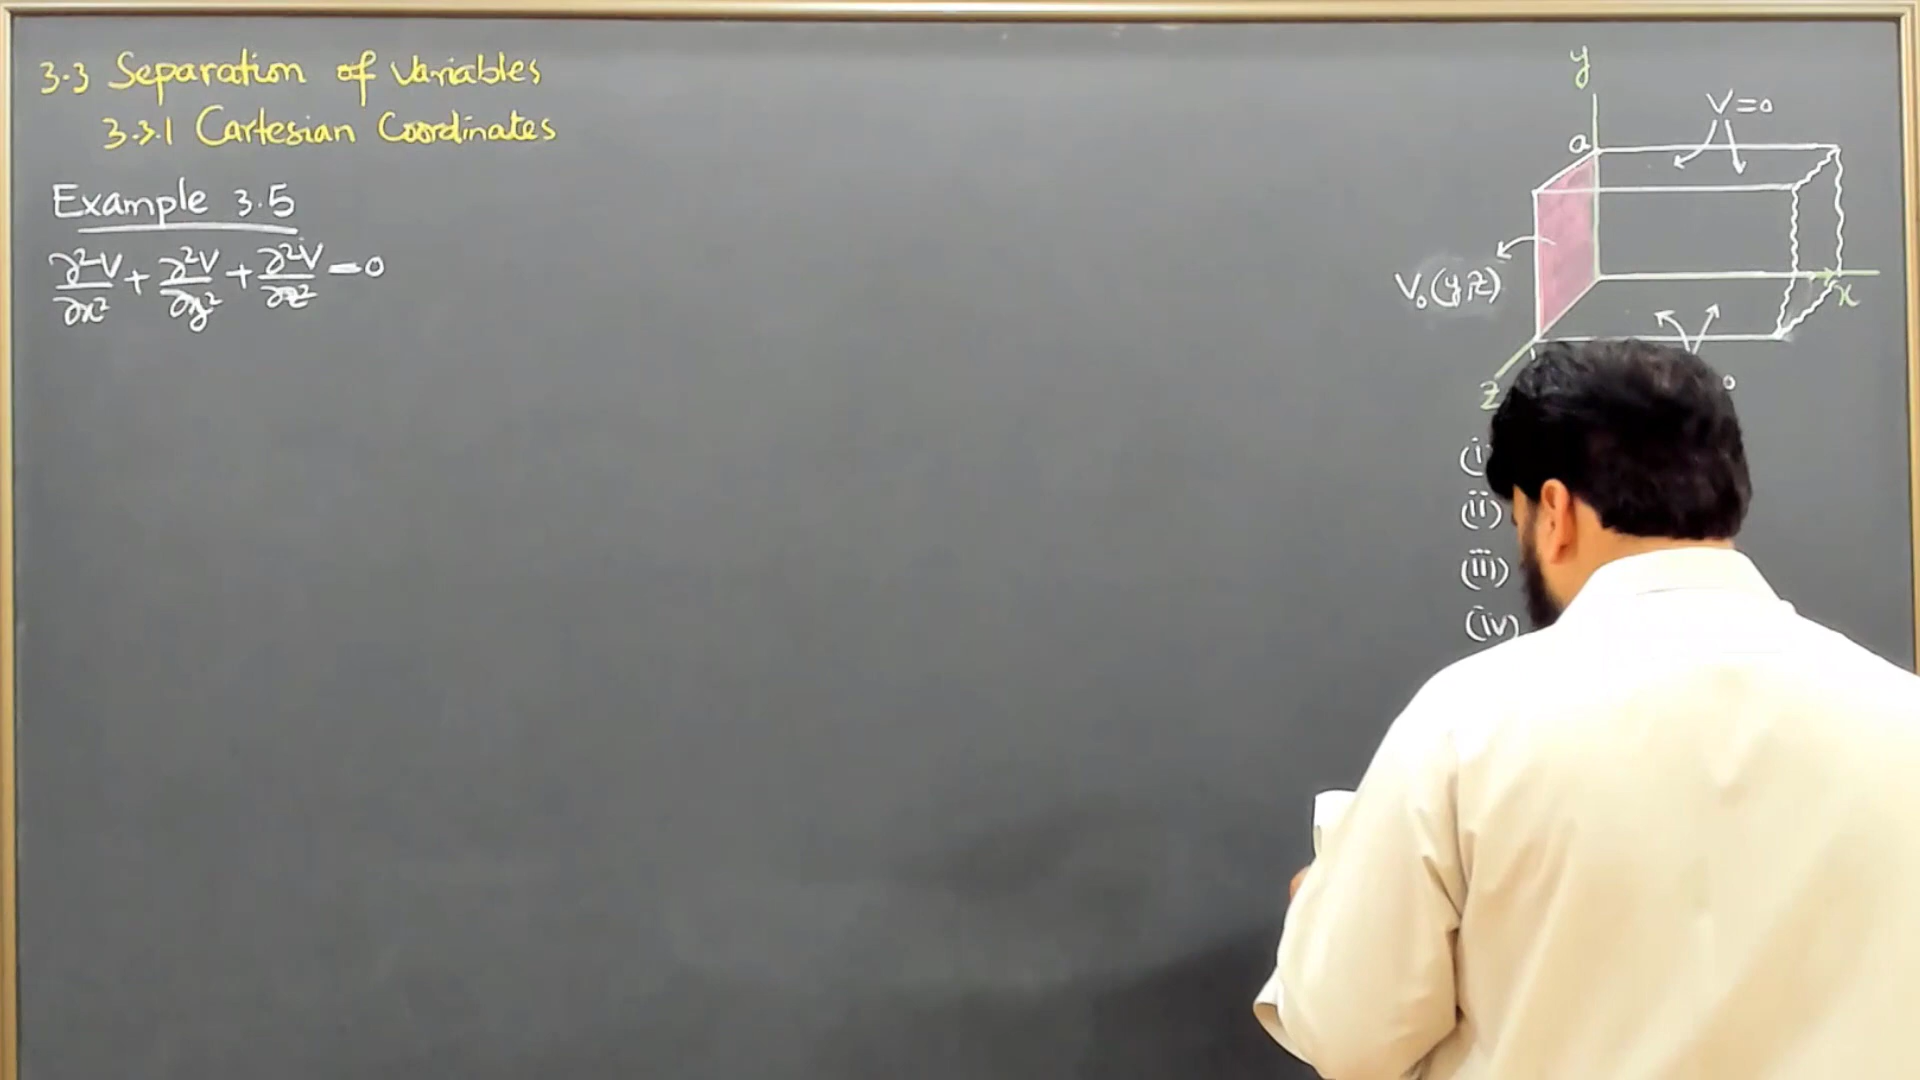 3.3 Separation of Variables
3.3.1 Cartesian Coordinates
Example 3.5
∂²V/∂x² + ∂²V/∂y² + ∂²V/∂z² = 0
y
V=0
a
V₀(y,z)
x
z
0
(i)
(ii)
(iii)
(iv)